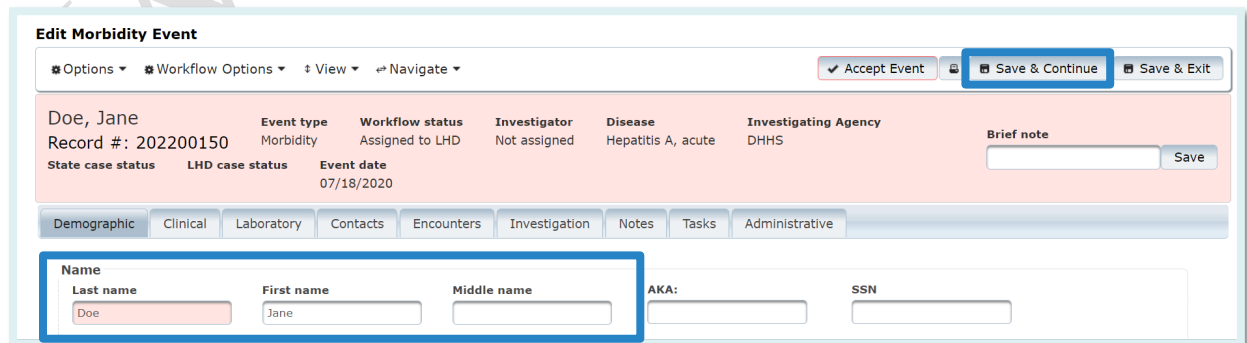 Edit Morbidity Event
Options Workflow Options View Navigate Accept Event Save & Continue Save & Exit
Doe, Jane
Record #: 202200150
Event type Workflow status Investigator Disease Investigating Agency
Morbidity Assigned to LHD Not assigned Hepatitis A, acute DHHS
Brief note
Save
State case status LHD case status Event date
07/18/2020
Demographic Clinical Laboratory Contacts Encounters Investigation Notes Tasks Administrative
Name
Last name First name Middle name AKA: SSN
Doe Jane